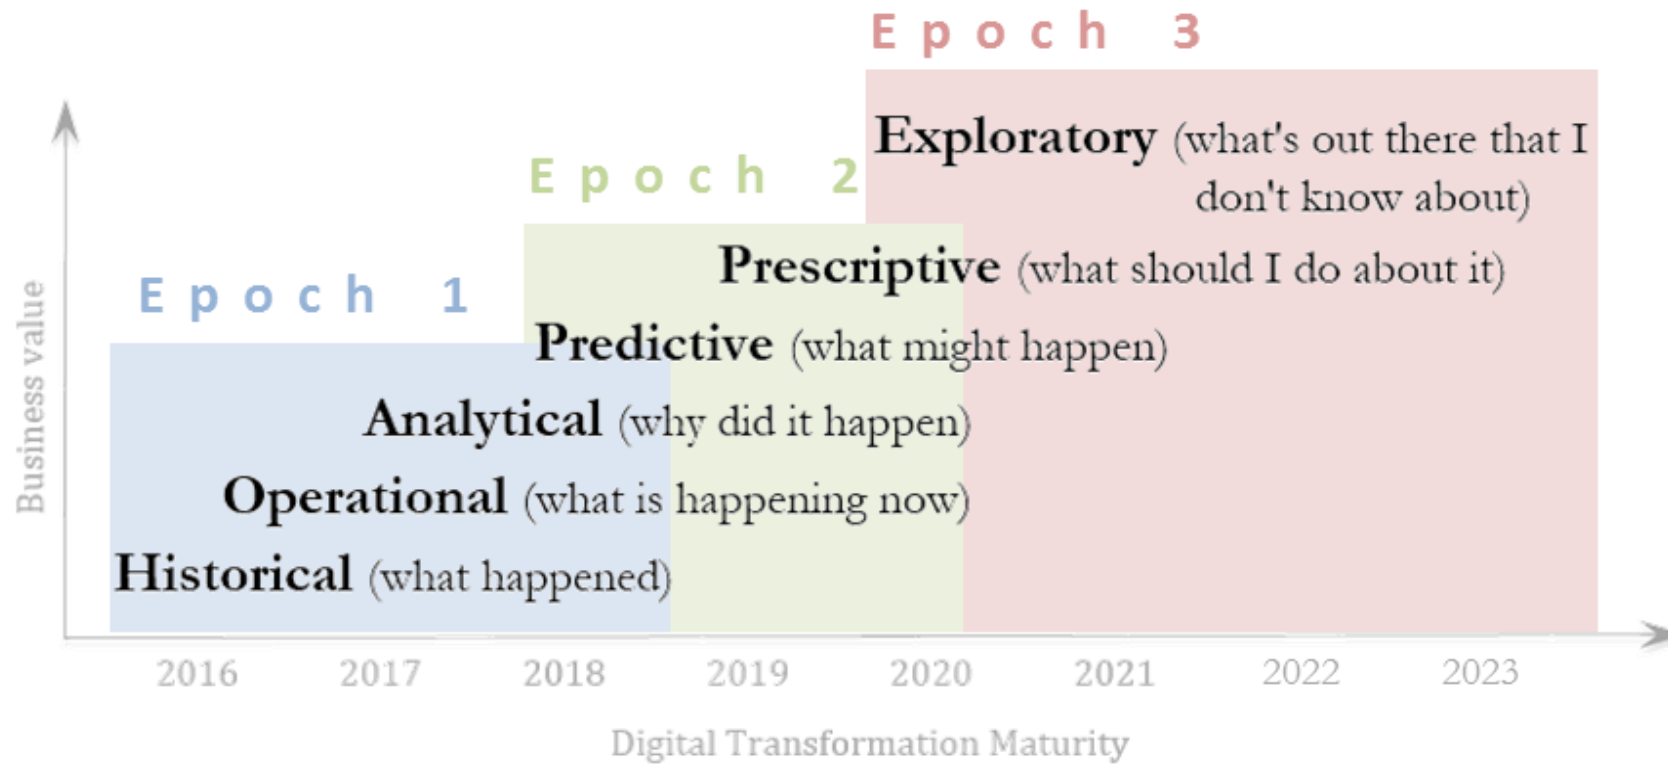 Epoch 3
Exploratory (what's out there that I
don't know about)
Epoch 2
Prescriptive (what should I do about it)
Epoch 1
Predictive (what might happen)
Analytical (why did it happen)
Operational (what is happening now)
Historical (what happened)
Business value
2016 2017 2018 2019 2020 2021 2022 2023
Digital Transformation Maturity